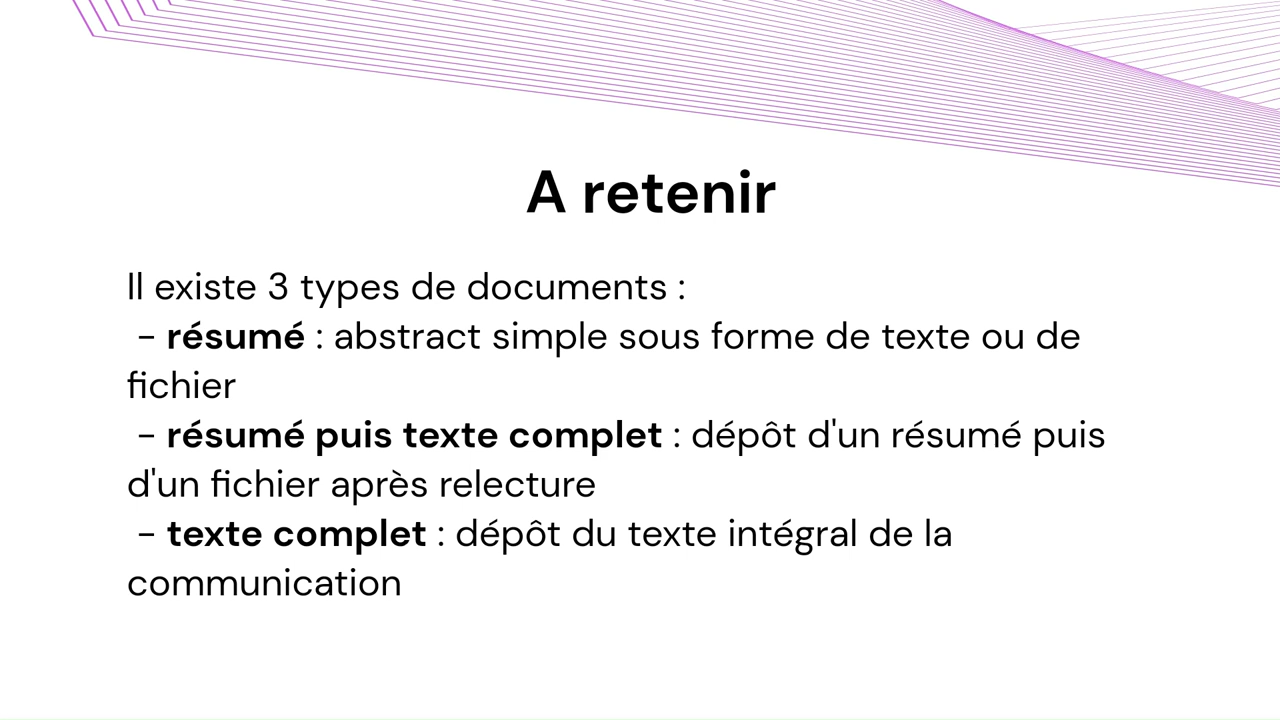 A retenir
Il existe 3 types de documents :
– résumé : abstract simple sous forme de texte ou de
fichier
– résumé puis texte complet : dépôt d'un résumé puis
d'un fichier après relecture
– texte complet : dépôt du texte intégral de la
communication